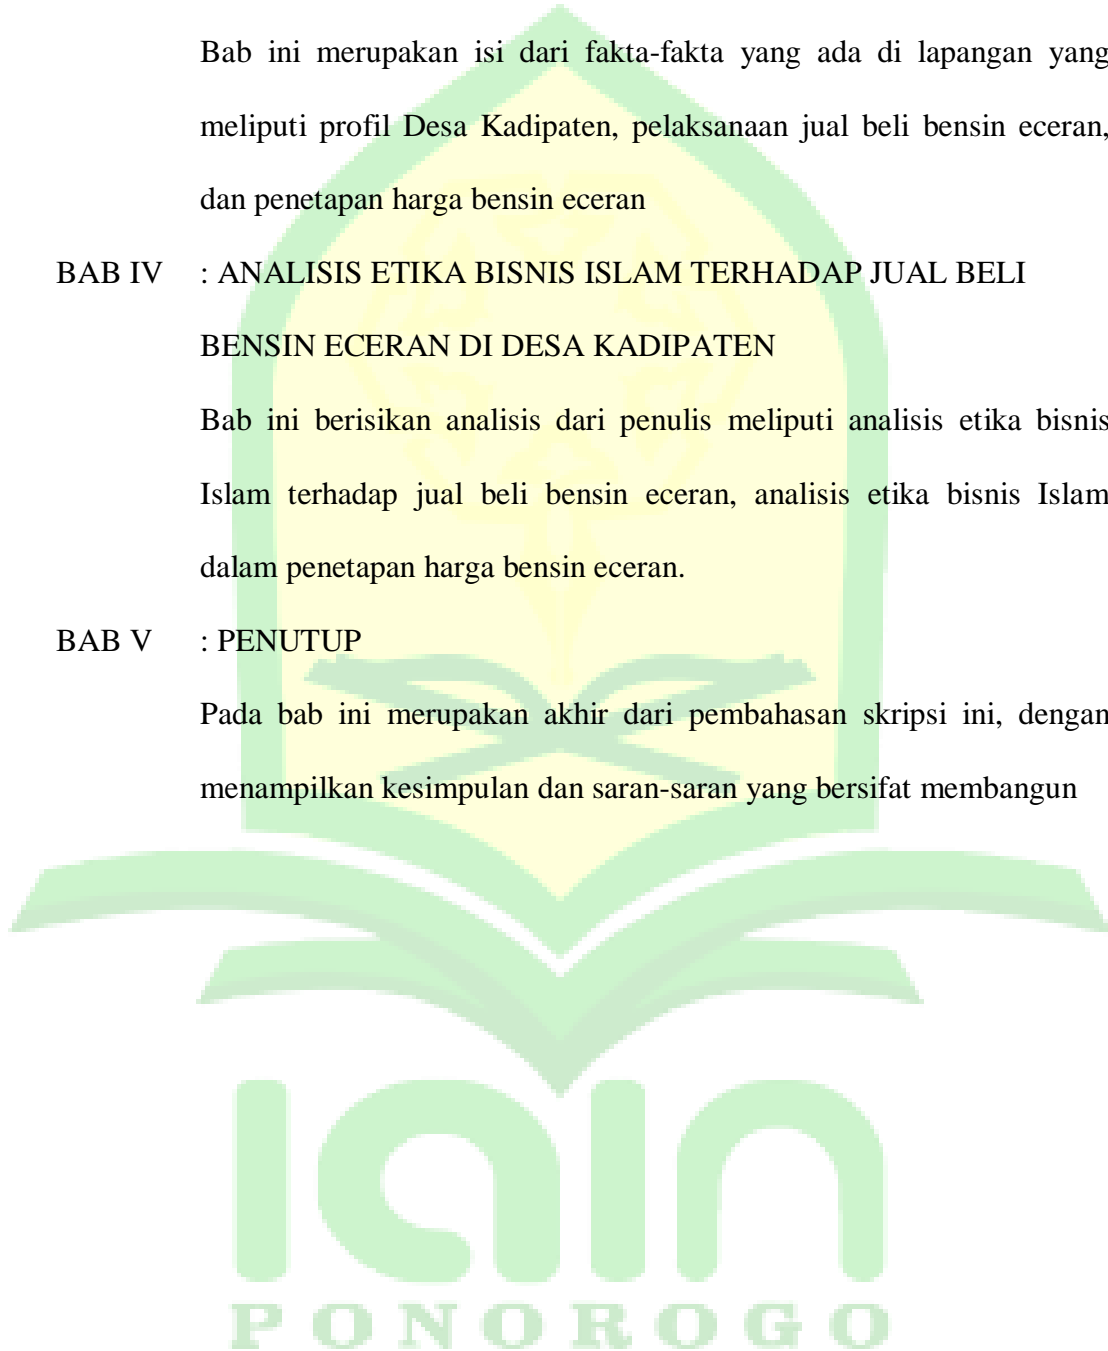 Bab ini merupakan isi dari fakta-fakta yang ada di lapangan yang
meliputi profil Desa Kadipaten, pelaksanaan jual beli bensin eceran,
dan penetapan harga bensin eceran
BAB IV : ANALISIS ETIKA BISNIS ISLAM TERHADAP JUAL BELI
BENSIN ECERAN DI DESA KADIPATEN
Bab ini berisikan analisis dari penulis meliputi analisis etika bisnis
Islam terhadap jual beli bensin eceran, analisis etika bisnis Islam
dalam penetapan harga bensin eceran.
BAB V : PENUTUP
Pada bab ini merupakan akhir dari pembahasan skripsi ini, dengan
menampilkan kesimpulan dan saran-saran yang bersifat membangun
iain
PONOROGO